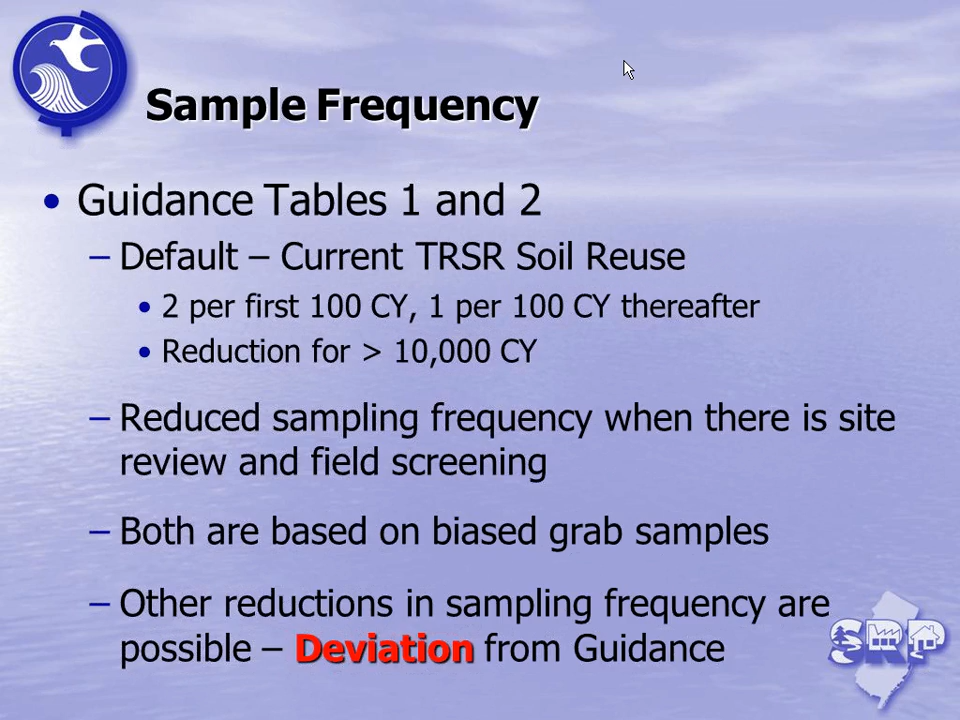 Sample Frequency
• Guidance Tables 1 and 2
– Default – Current TRSR Soil Reuse
• 2 per first 100 CY, 1 per 100 CY thereafter
• Reduction for > 10,000 CY
– Reduced sampling frequency when there is site
review and field screening
– Both are based on biased grab samples
– Other reductions in sampling frequency are
possible – Deviation from Guidance
SRP